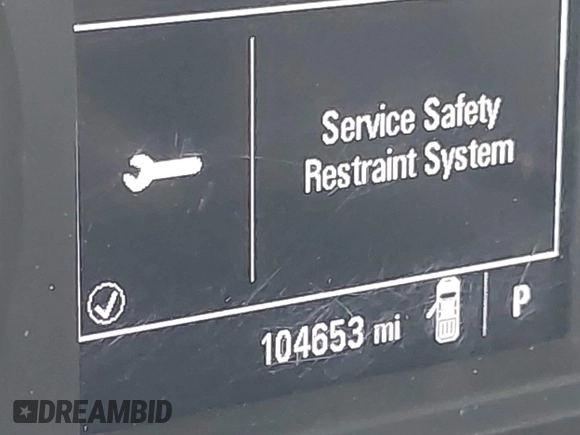 Service Safety
Restraint System
104653 mi
P
DREAMBID